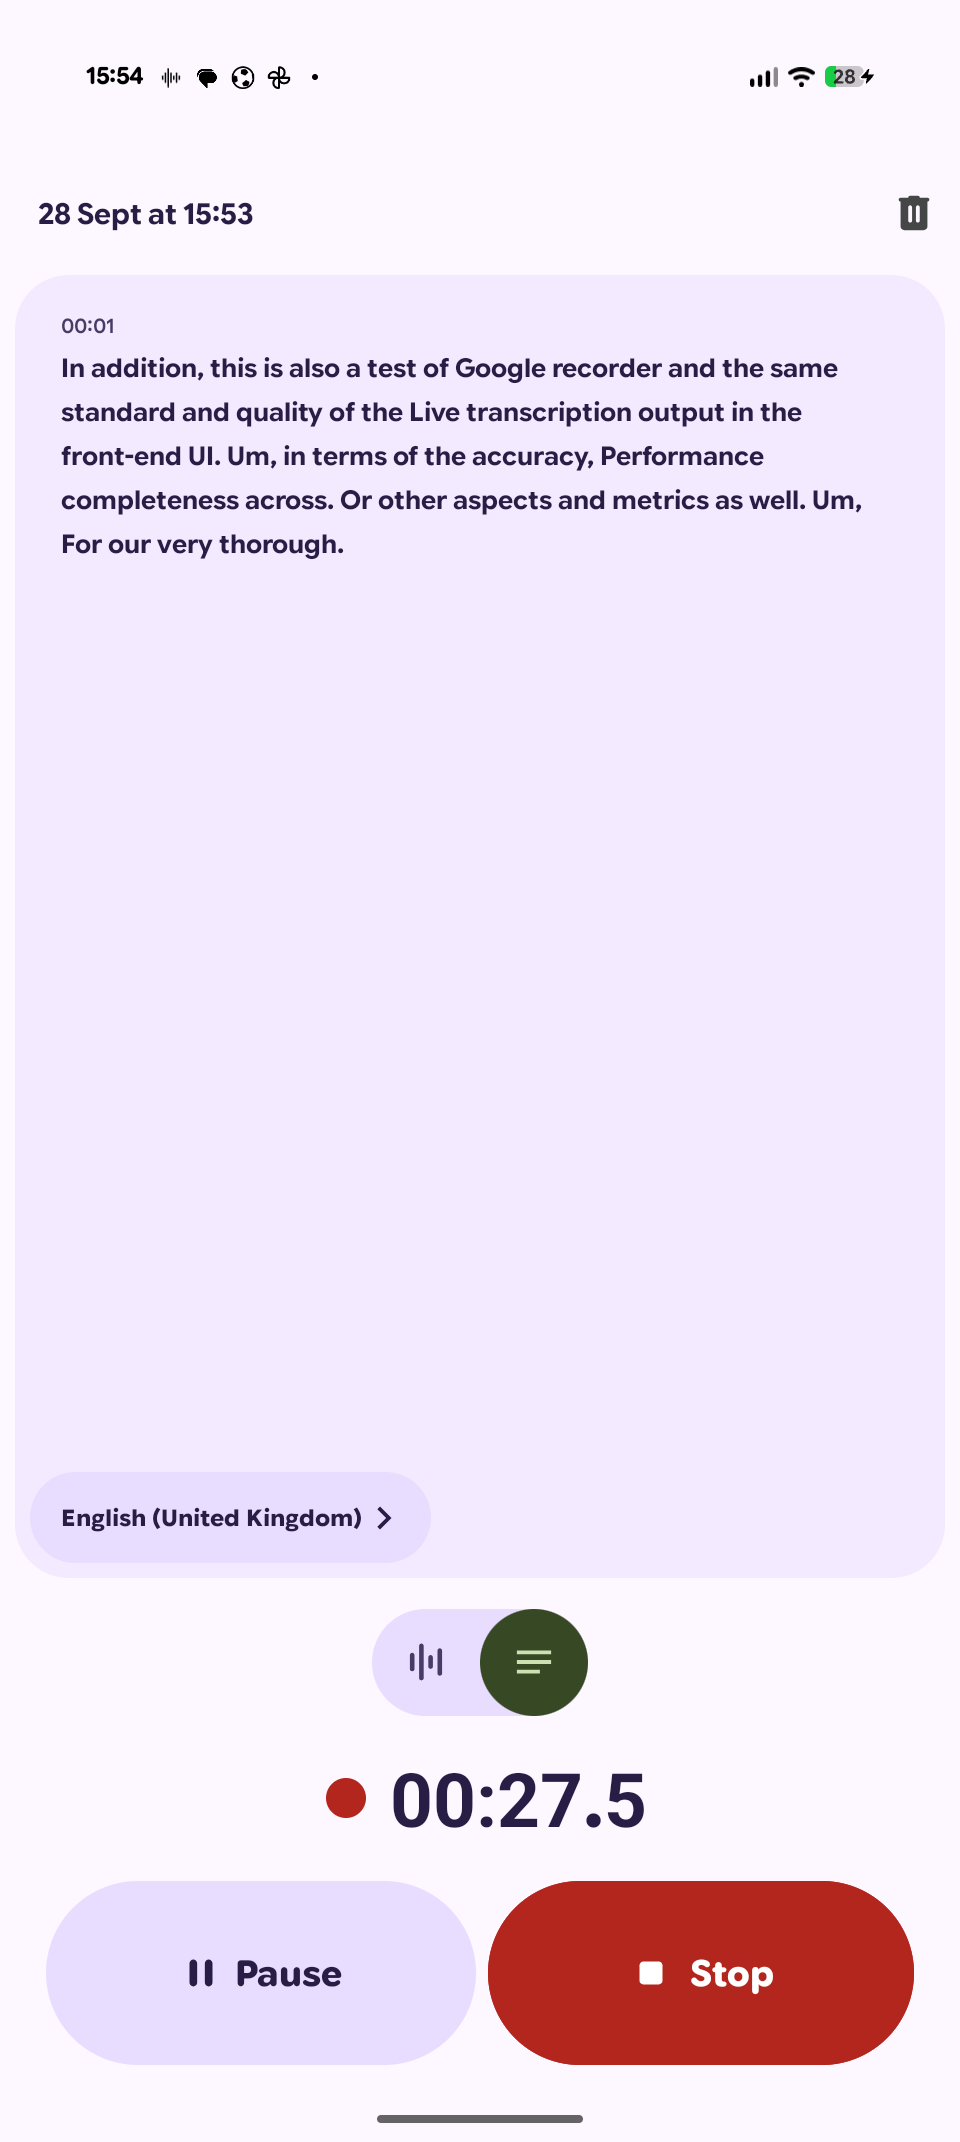 15:54
28
28 Sept at 15:53
00:01
In addition, this is also a test of Google recorder and the same
standard and quality of the Live transcription output in the
front-end UI. Um, in terms of the accuracy, Performance
completeness across. Or other aspects and metrics as well. Um,
For our very thorough.
English (United Kingdom)
00:27.5
Pause
Stop